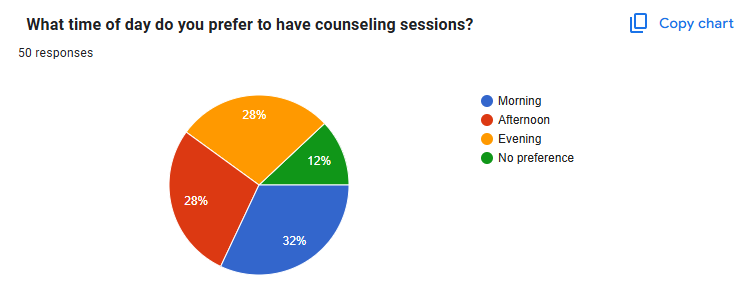 What time of day do you prefer to have counseling sessions?
Copy chart
50 responses
28%
12%
28%
32%
Morning
Afternoon
Evening
No preference